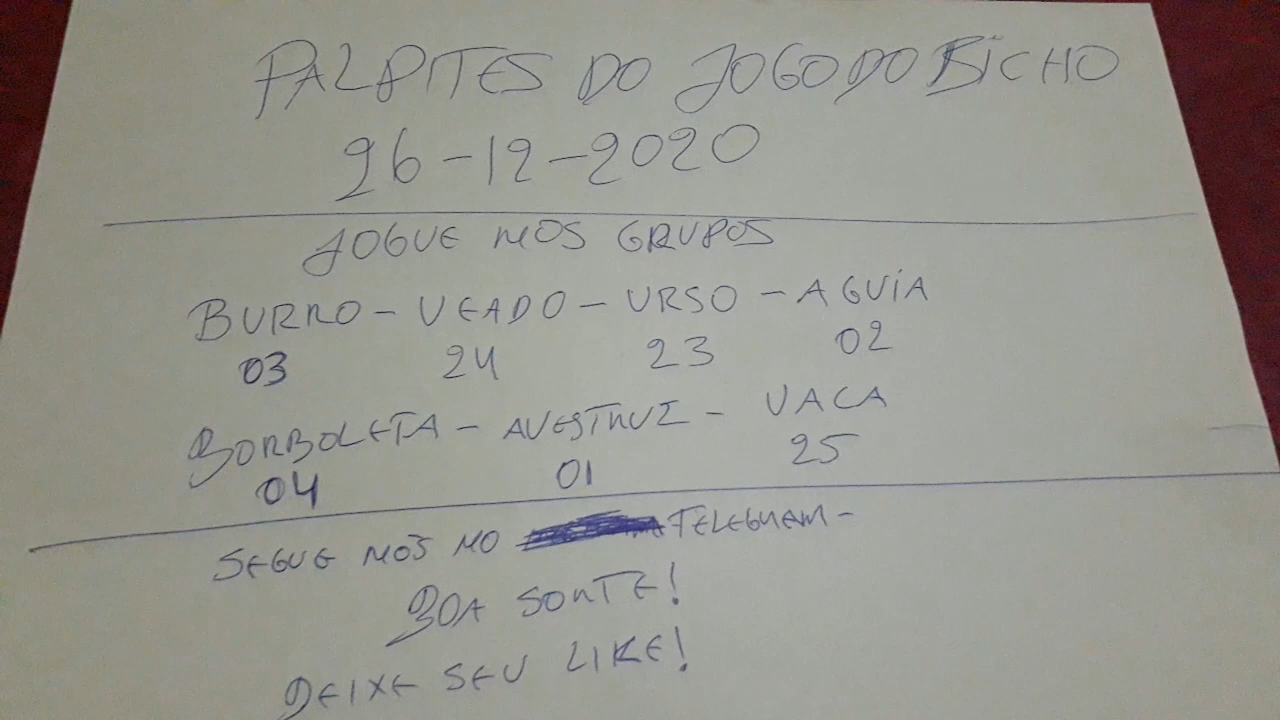 PALPITES DO JOGO DO BICHO
26-12-2020
JOGUE NOS GRUPOS
BURRO - VEADO - URSO - AGUIA
03 24 23 02
BORBOLETA - AVESTRUZ - VACA
04 01 25
SEGUE NOS NO TELEGRAM -
BOA SORTE!
DEIXE SEU LIKE!